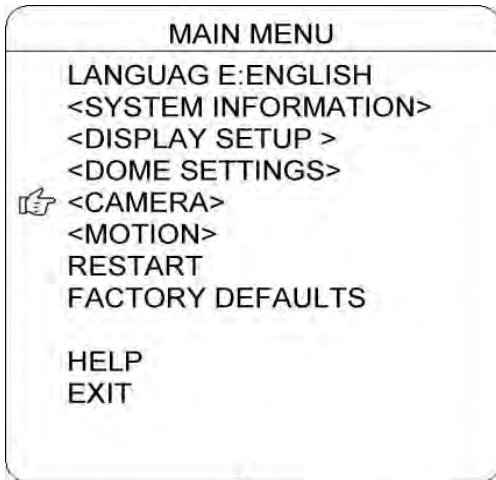 MAIN MENU
LANGUAG E:ENGLISH
<SYSTEM INFORMATION>
<DISPLAY SETUP >
<DOME SETTINGS>
<CAMERA>
<MOTION>
RESTART
FACTORY DEFAULTS
HELP
EXIT